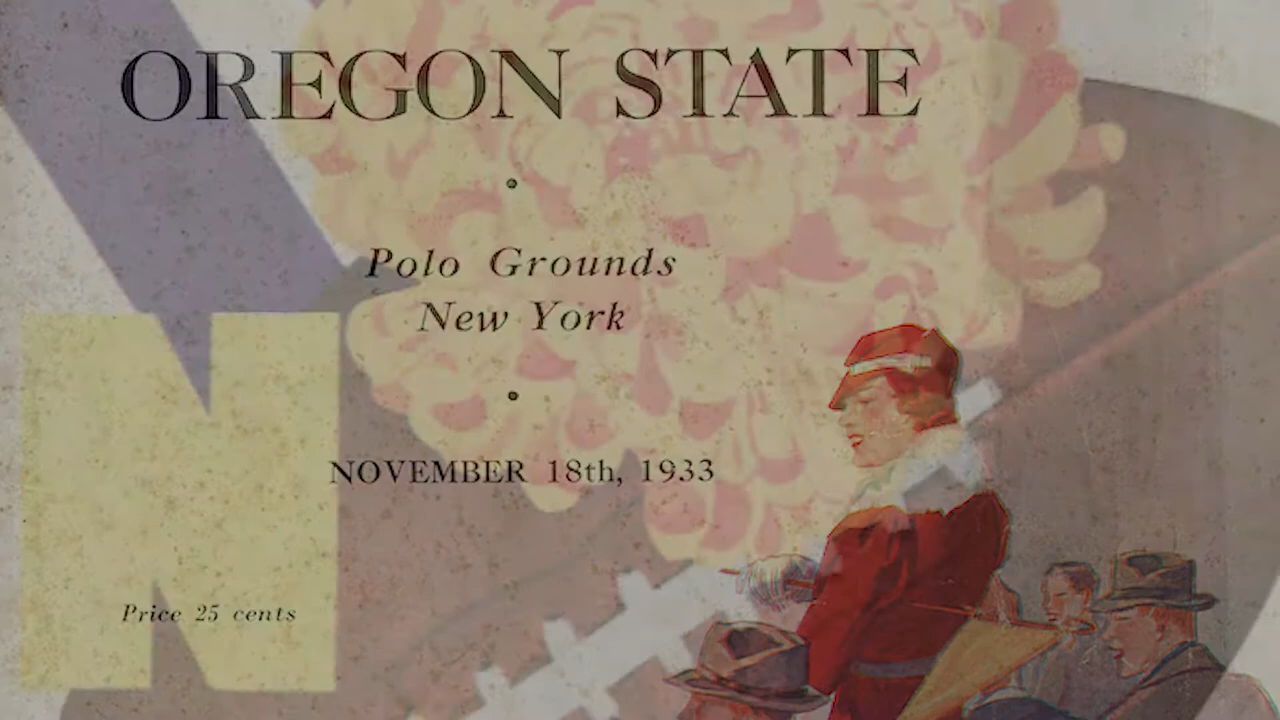 OREGON STATE
Polo Grounds
New York
NOVEMBER 18th, 1933
N
Price 25 cents